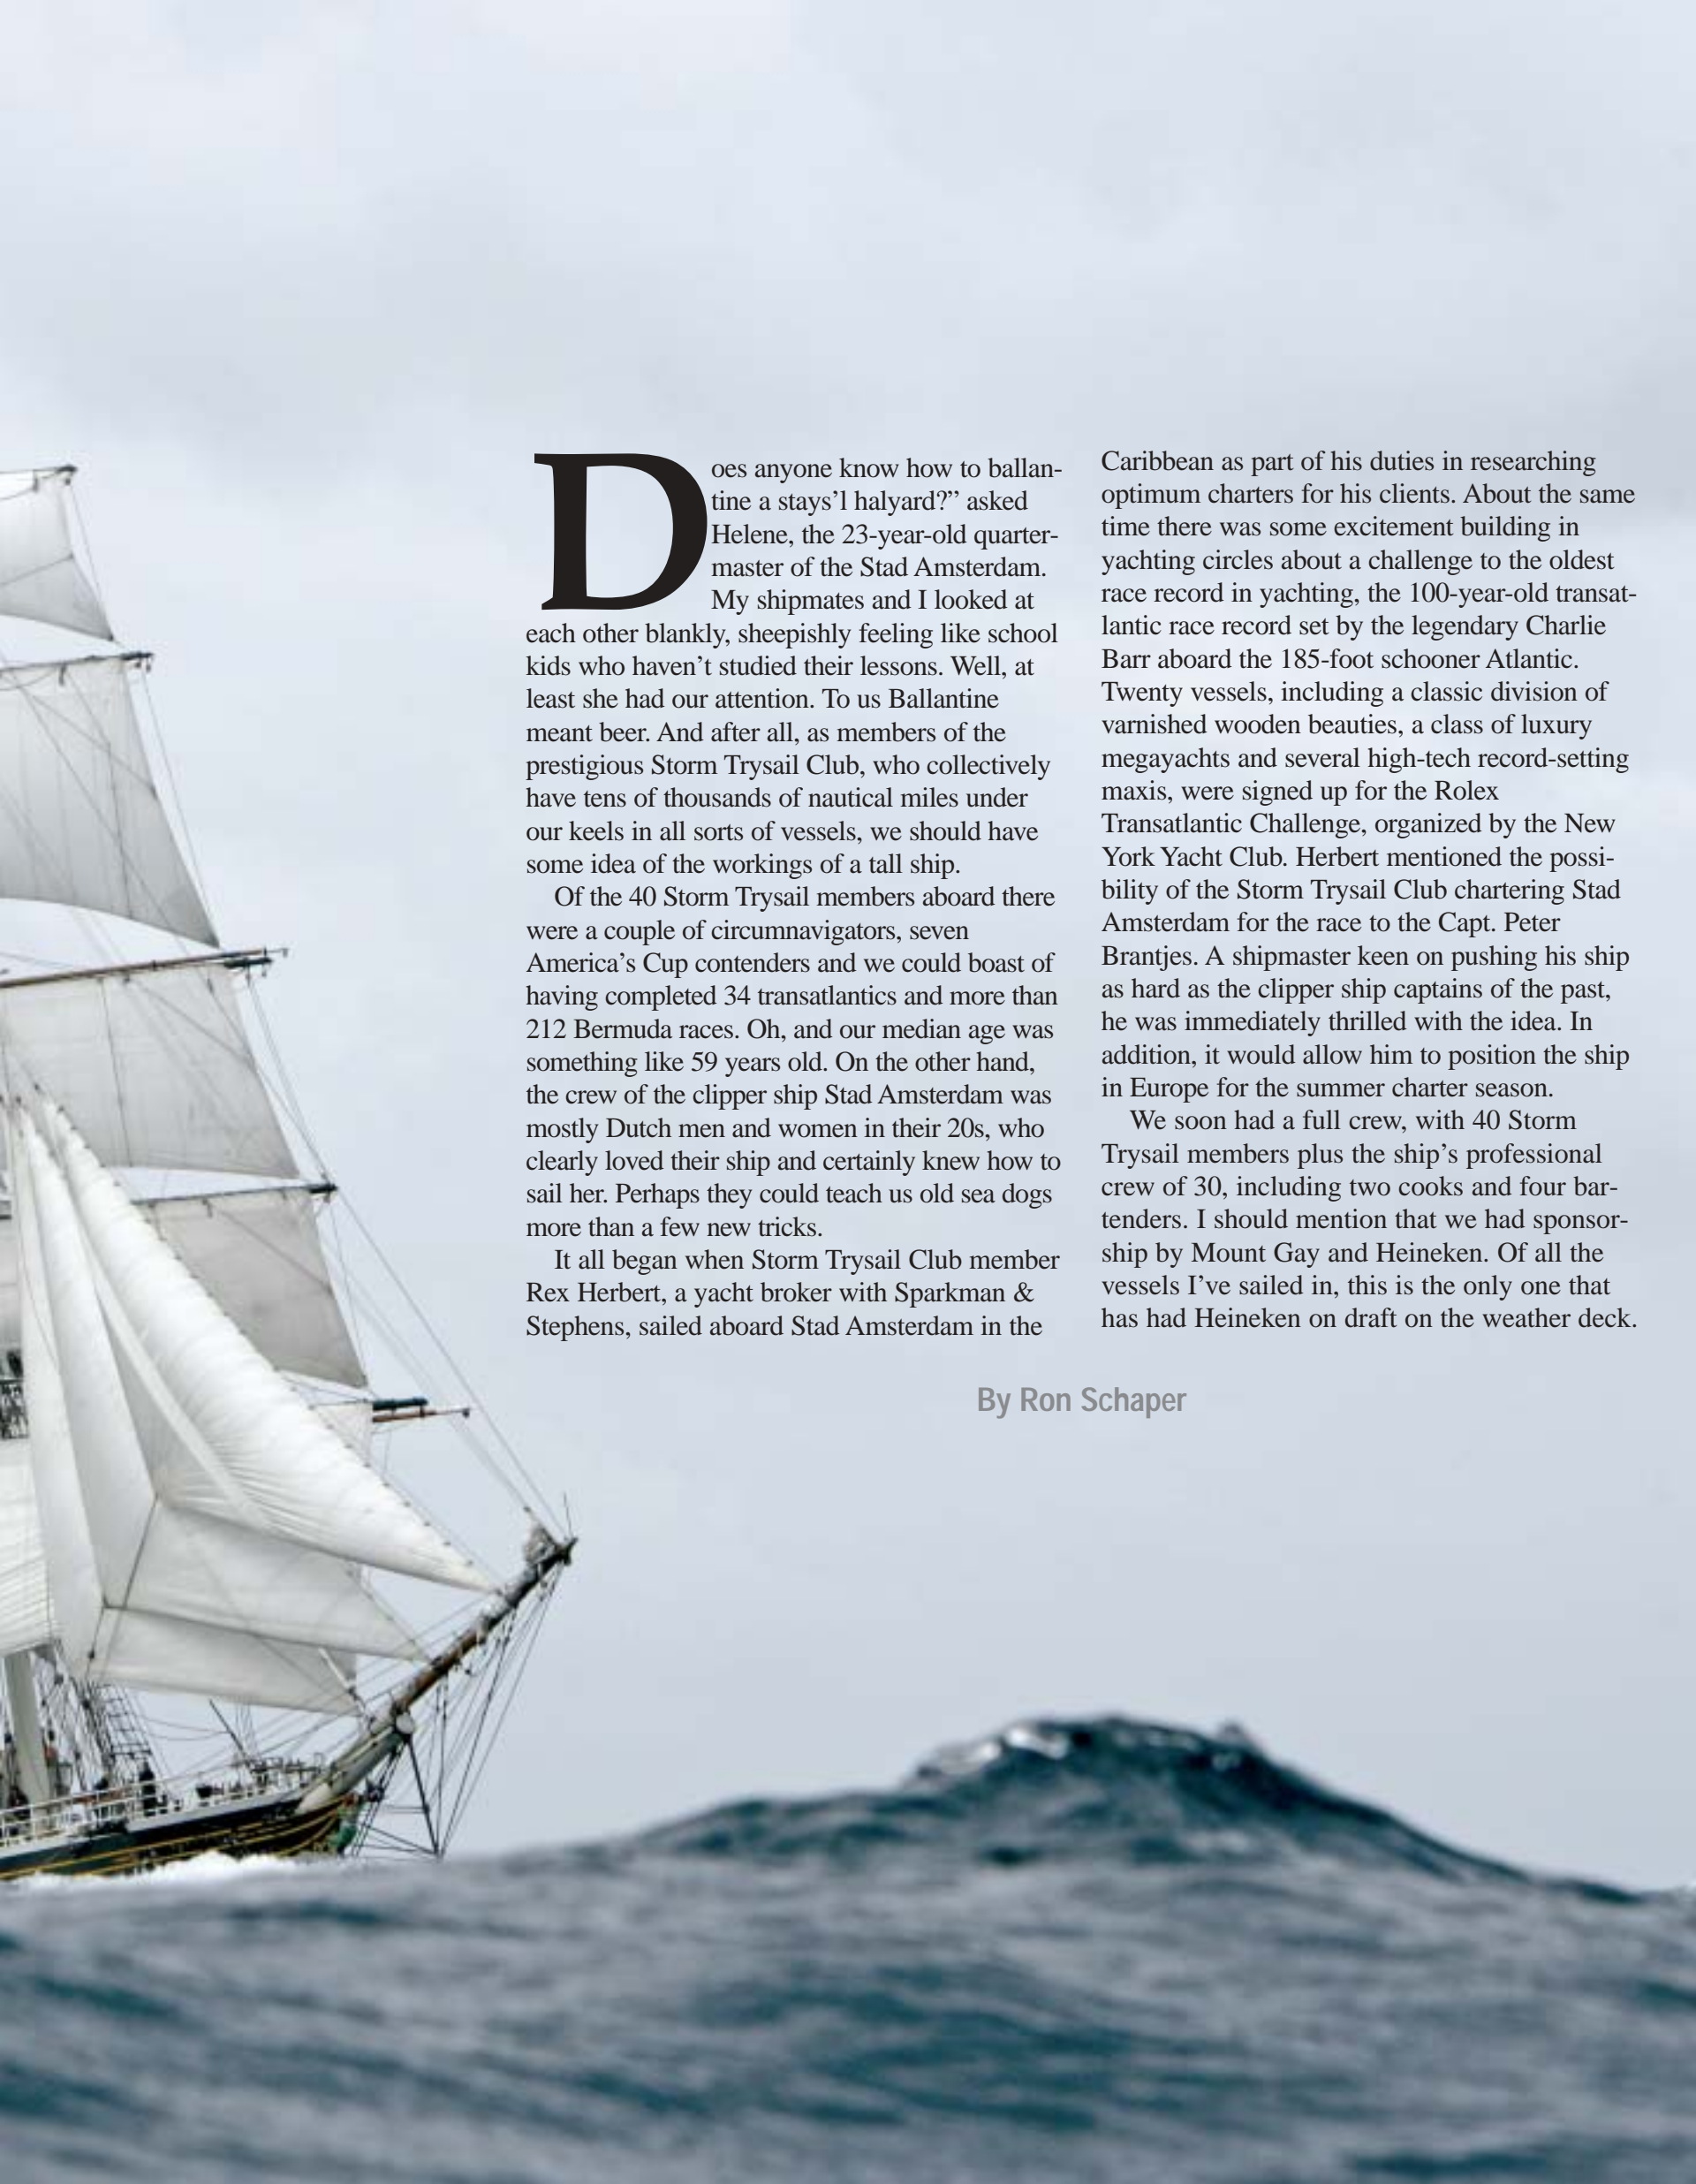 Does anyone know how to ballan-
tine a stays’l halyard?” asked
Helene, the 23-year-old quarter-
master of the Stad Amsterdam.
My shipmates and I looked at
each other blankly, sheepishly feeling like school
kids who haven’t studied their lessons. Well, at
least she had our attention. To us Ballantine
meant beer. And after all, as members of the
prestigious Storm Trysail Club, who collectively
have tens of thousands of nautical miles under
our keels in all sorts of vessels, we should have
some idea of the workings of a tall ship.
Of the 40 Storm Trysail members aboard there
were a couple of circumnavigators, seven
America’s Cup contenders and we could boast of
having completed 34 transatlantics and more than
212 Bermuda races. Oh, and our median age was
something like 59 years old. On the other hand,
the crew of the clipper ship Stad Amsterdam was
mostly Dutch men and women in their 20s, who
clearly loved their ship and certainly knew how to
sail her. Perhaps they could teach us old sea dogs
more than a few new tricks.
It all began when Storm Trysail Club member
Rex Herbert, a yacht broker with Sparkman &
Stephens, sailed aboard Stad Amsterdam in the
Caribbean as part of his duties in researching
optimum charters for his clients. About the same
time there was some excitement building in
yachting circles about a challenge to the oldest
race record in yachting, the 100-year-old transat-
lantic race record set by the legendary Charlie
Barr aboard the 185-foot schooner Atlantic.
Twenty vessels, including a classic division of
varnished wooden beauties, a class of luxury
megayachts and several high-tech record-setting
maxis, were signed up for the Rolex
Transatlantic Challenge, organized by the New
York Yacht Club. Herbert mentioned the possi-
bility of the Storm Trysail Club chartering Stad
Amsterdam for the race to the Capt. Peter
Brantjes. A shipmaster keen on pushing his ship
as hard as the clipper ship captains of the past,
he was immediately thrilled with the idea. In
addition, it would allow him to position the ship
in Europe for the summer charter season.
We soon had a full crew, with 40 Storm
Trysail members plus the ship’s professional
crew of 30, including two cooks and four bar-
tenders. I should mention that we had sponsor-
ship by Mount Gay and Heineken. Of all the
vessels I’ve sailed in, this is the only one that
has had Heineken on draft on the weather deck.
By Ron Schaper